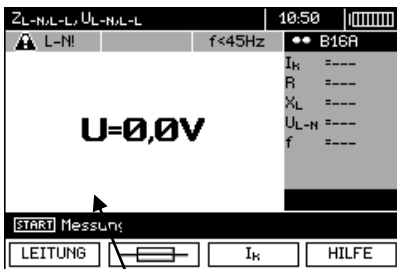 ZL-N,L-L, UL-N,L-L 10:50
L-N! f<45Hz B16A
IK =---
R =---
XL =---
UL-N =---
f =---
U=0,0V
START Messung
LEITUNG IK HILFE